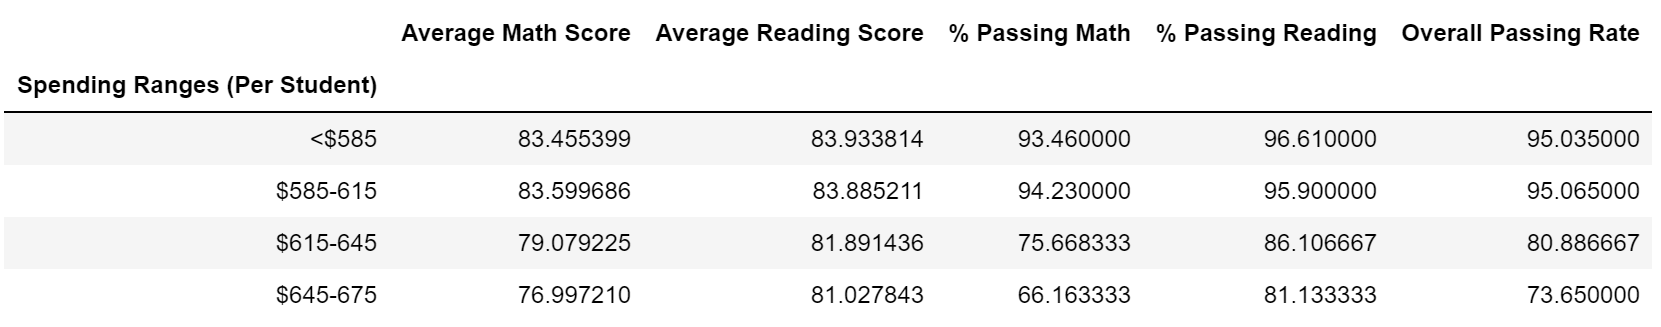 Average Math Score Average Reading Score % Passing Math % Passing Reading Overall Passing Rate
Spending Ranges (Per Student)
<$585 83.455399 83.933814 93.460000 96.610000 95.035000
$585-615 83.599686 83.885211 94.230000 95.900000 95.065000
$615-645 79.079225 81.891436 75.668333 86.106667 80.886667
$645-675 76.997210 81.027843 66.163333 81.133333 73.650000